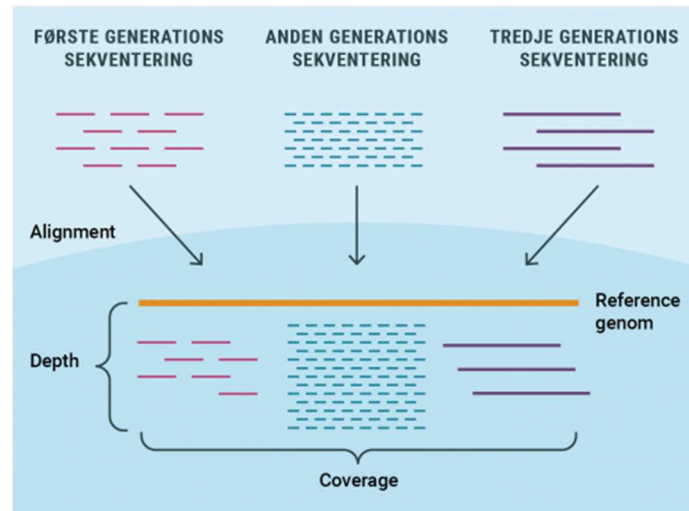 FØRSTE GENERATIONS
SEKVENTERING
ANDEN GENERATIONS
SEKVENTERING
TREDJE GENERATIONS
SEKVENTERING
Alignment
Reference
genom
Depth
Coverage